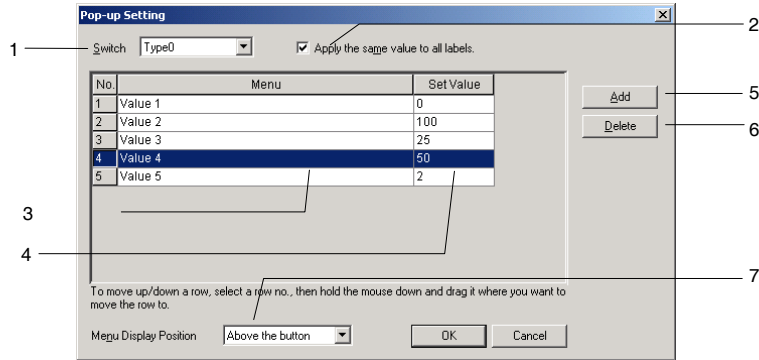 Pop-up Setting
2
1
Switch Type0 Apply the same value to all labels.
No. Menu Set Value
1 Value 1 0
2 Value 2 100
3 Value 3 25
4 Value 4 50
5 Value 5 2
Add
5
Delete
6
3
4
7
To move up/down a row, select a row no., then hold the mouse down and drag it where you want to
move the row to.
Menu Display Position Above the button OK Cancel